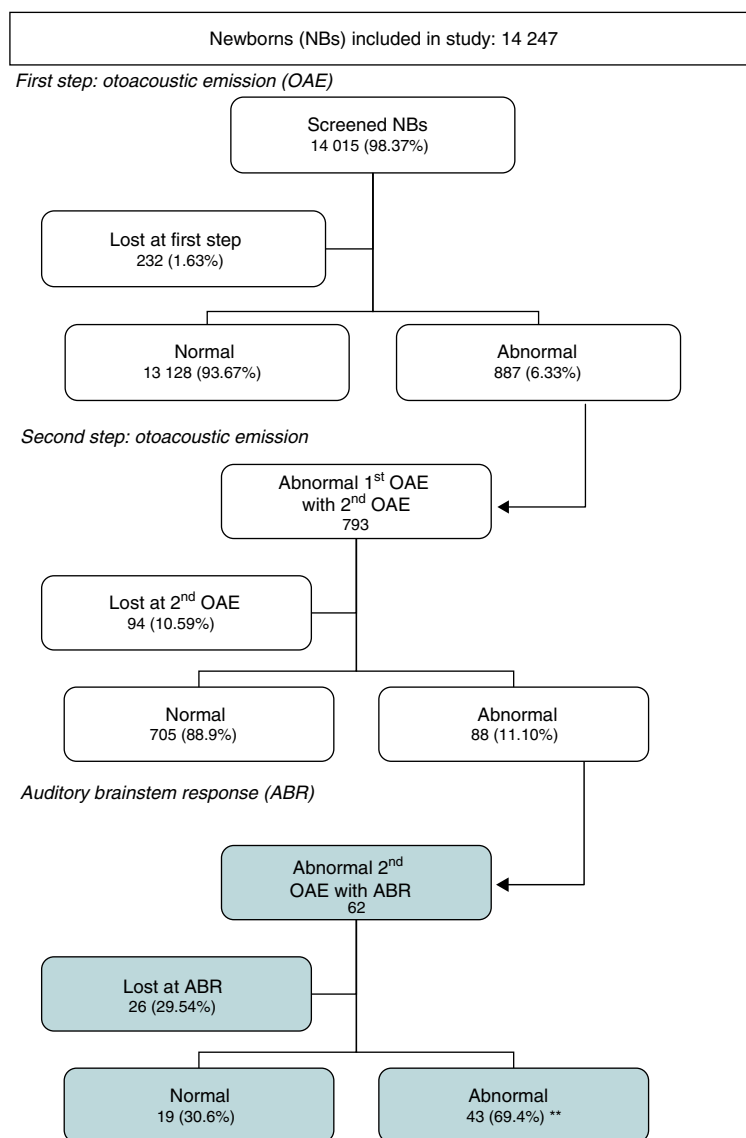 Newborns (NBs) included in study: 14 247
First step: otoacoustic emission (OAE)
Screened NBs
14 015 (98.37%)
Lost at first step
232 (1.63%)
Normal
13 128 (93.67%)
Abnormal
887 (6.33%)
Second step: otoacoustic emission
Abnormal 1st OAE
with 2nd OAE
793
Lost at 2nd OAE
94 (10.59%)
Normal
705 (88.9%)
Abnormal
88 (11.10%)
Auditory brainstem response (ABR)
Abnormal 2nd
OAE with ABR
62
Lost at ABR
26 (29.54%)
Normal
19 (30.6%)
Abnormal
43 (69.4%) **